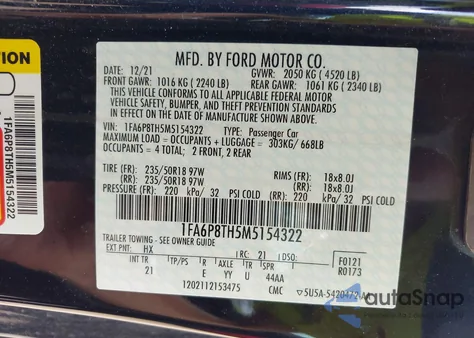 TION
1FA6P8TH5M5154322
MFD. BY FORD MOTOR CO.
12/21 GVWR: 2050 KG ( 4520 LB)
FRONT GAWR: 1016 KG ( 2240 LB) REAR GAWR: 1061 KG ( 2340 LB)
THIS VEHICLE CONFORMS TO ALL APPLICABLE FEDERAL MOTOR
VEHICLE SAFETY, BUMPER, AND THEFT PREVENTION STANDARDS
IN EFFECT ON THE DATE OF MANUFACTURE SHOWN ABOVE.
VIN: 1FA6P8TH5M5154322 TYPE: Passenger Car
MAXIMUM LOAD = OCCUPANTS + LUGGAGE = 303KG/ 668LB
OCCUPANTS = 4 TOTAL; 2 FRONT, 2 REAR
TIRE (FR): 235/50R18 97W RIMS (FR): 18x8.0J
(RR): 235/50R18 97W (RR): 18x8.0J
PRESSURE (FR): 220 kPa/ 32 PSI COLD (RR): 220 kPa/ 32 PSI COLD
1FA6P8TH5M5154322
TRAILER TOWING - SEE OWNER GUIDE
EXT PNT: HX RC: 21 DSO: F0121
R0173
INT TR TP/PS R AXLE TR SPR
21 E YY U 44AA
1202112153475 CMC
autoSnap